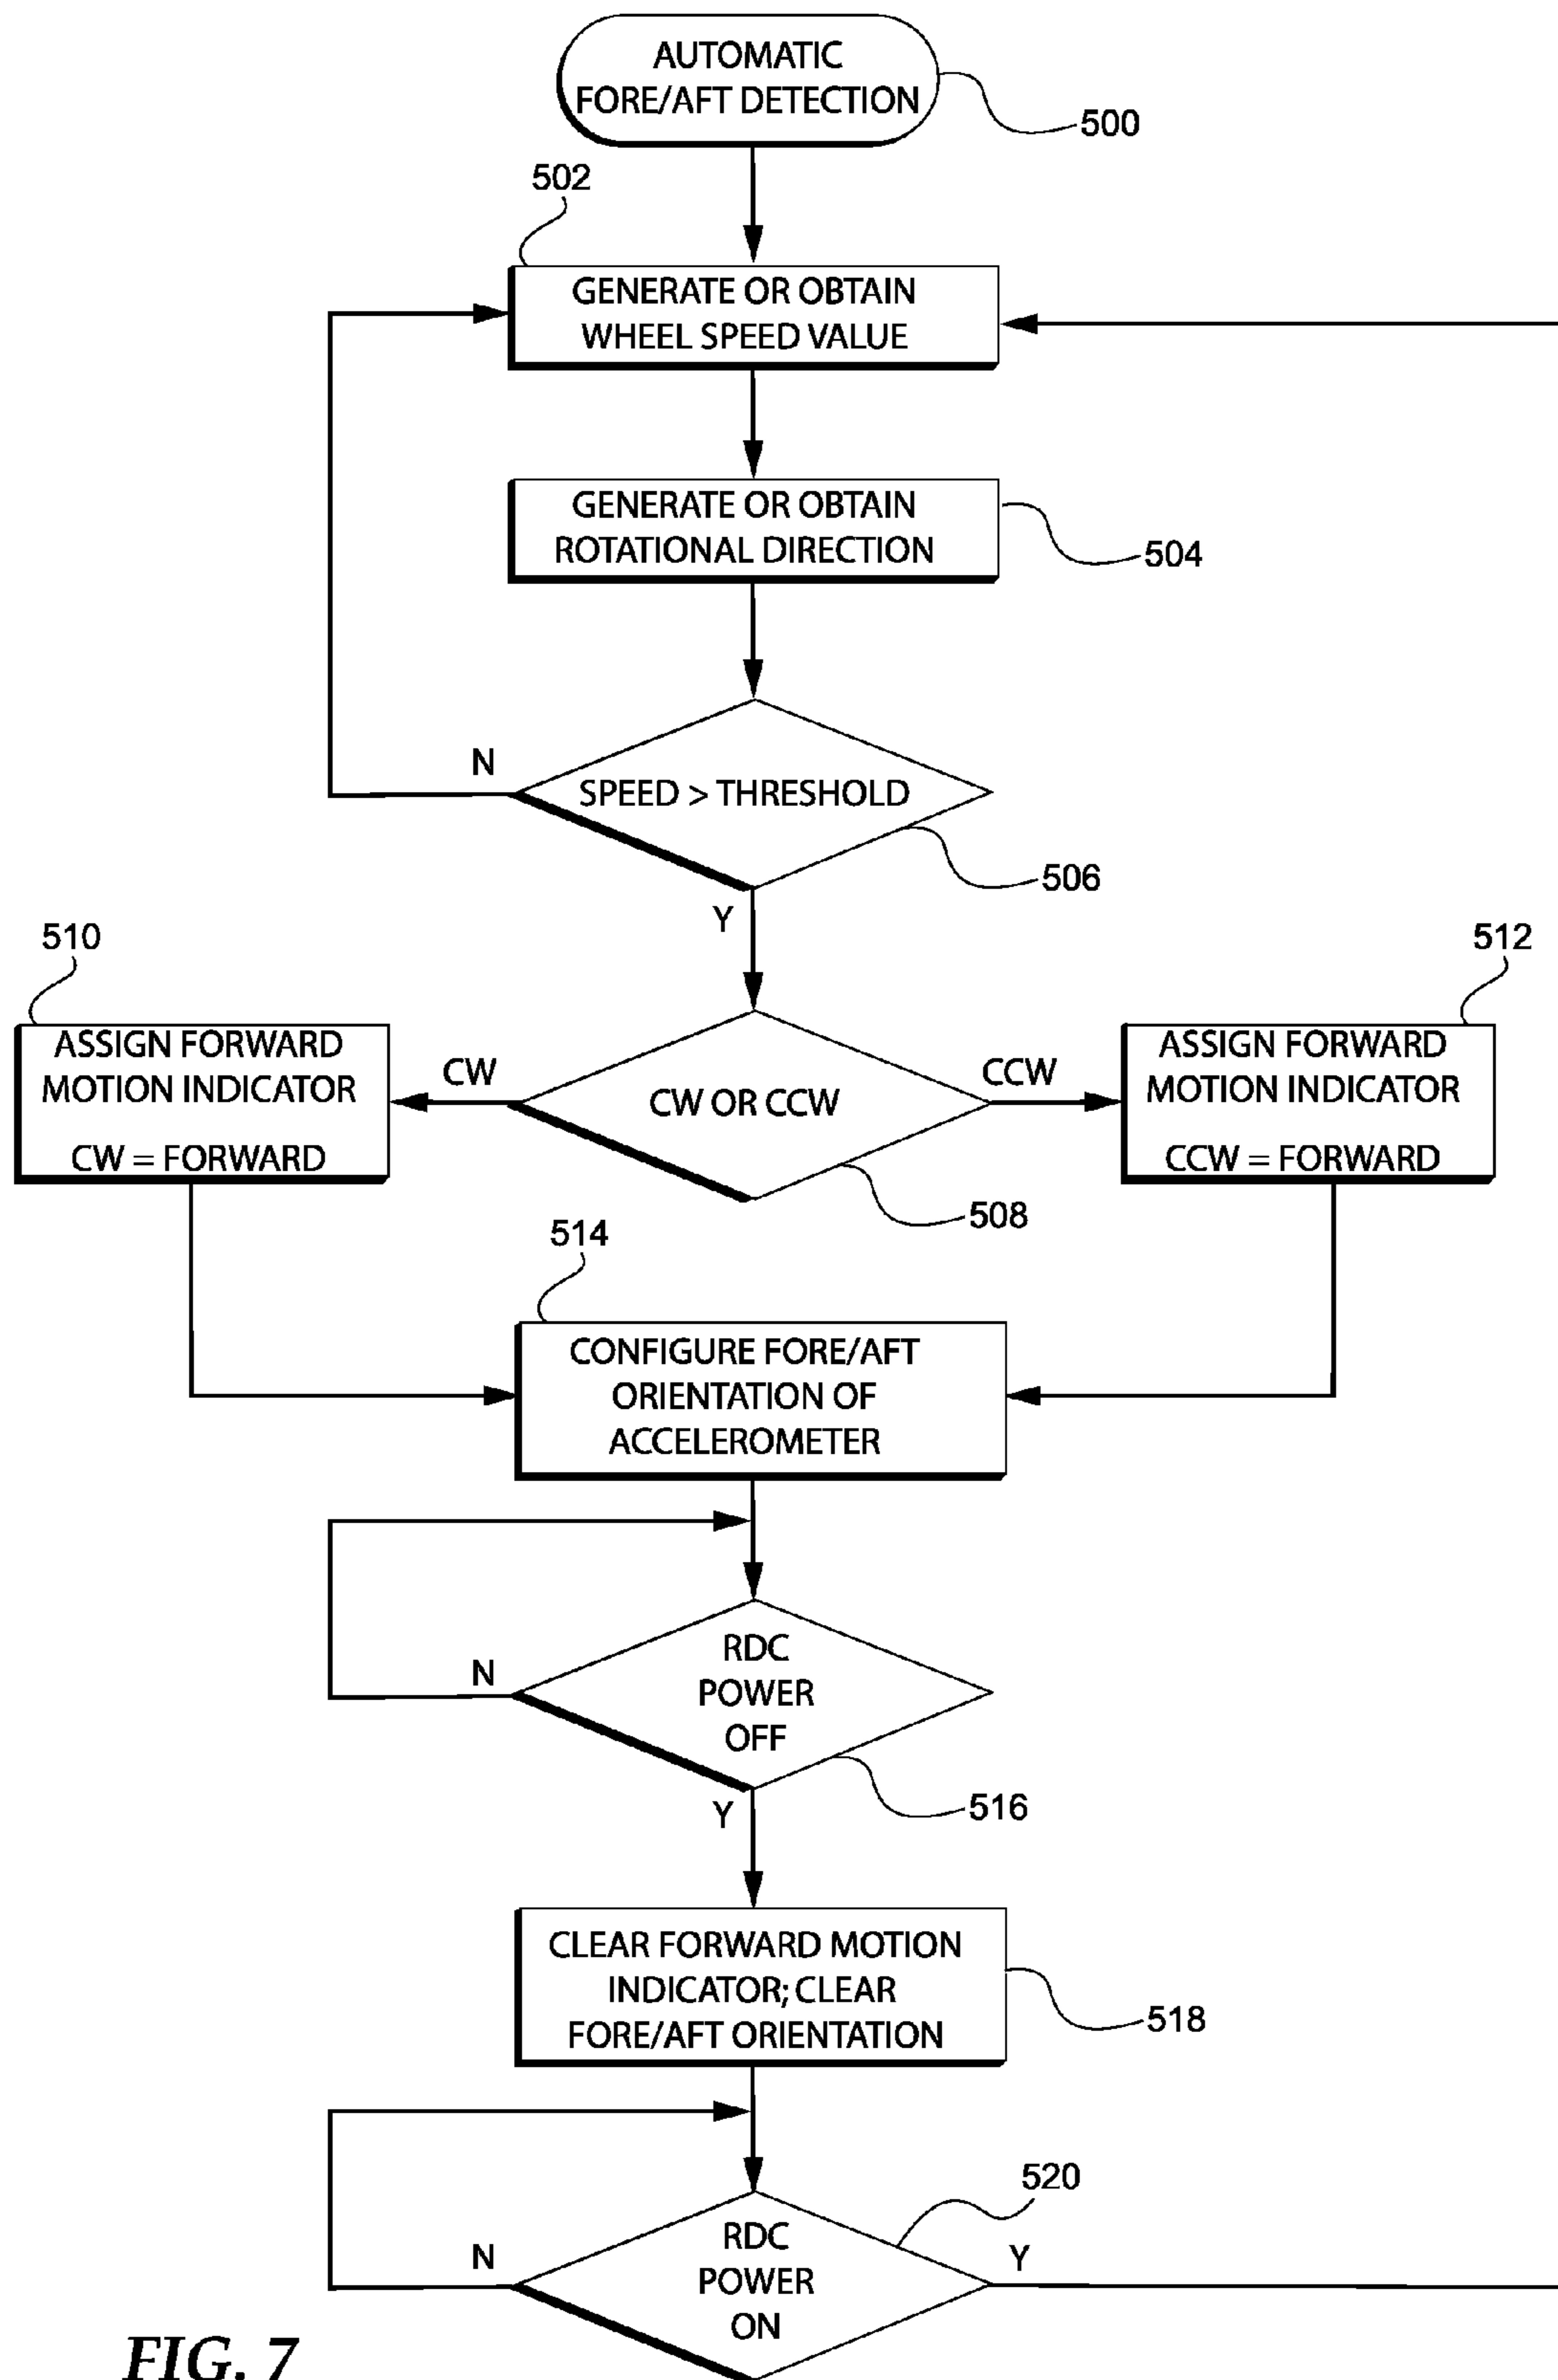 AUTOMATIC
FORE/AFT DETECTION
500
502
GENERATE OR OBTAIN
WHEEL SPEED VALUE
GENERATE OR OBTAIN
ROTATIONAL DIRECTION
504
N
SPEED > THRESHOLD
506
Y
510
512
ASSIGN FORWARD
MOTION INDICATOR
CW = FORWARD
CW
CW OR CCW
CCW
ASSIGN FORWARD
MOTION INDICATOR
CCW = FORWARD
508
514
CONFIGURE FORE/AFT
ORIENTATION OF
ACCELEROMETER
N
RDC
POWER
OFF
516
Y
CLEAR FORWARD MOTION
INDICATOR; CLEAR
FORE/AFT ORIENTATION
518
520
N
RDC
POWER
ON
Y
FIG. 7